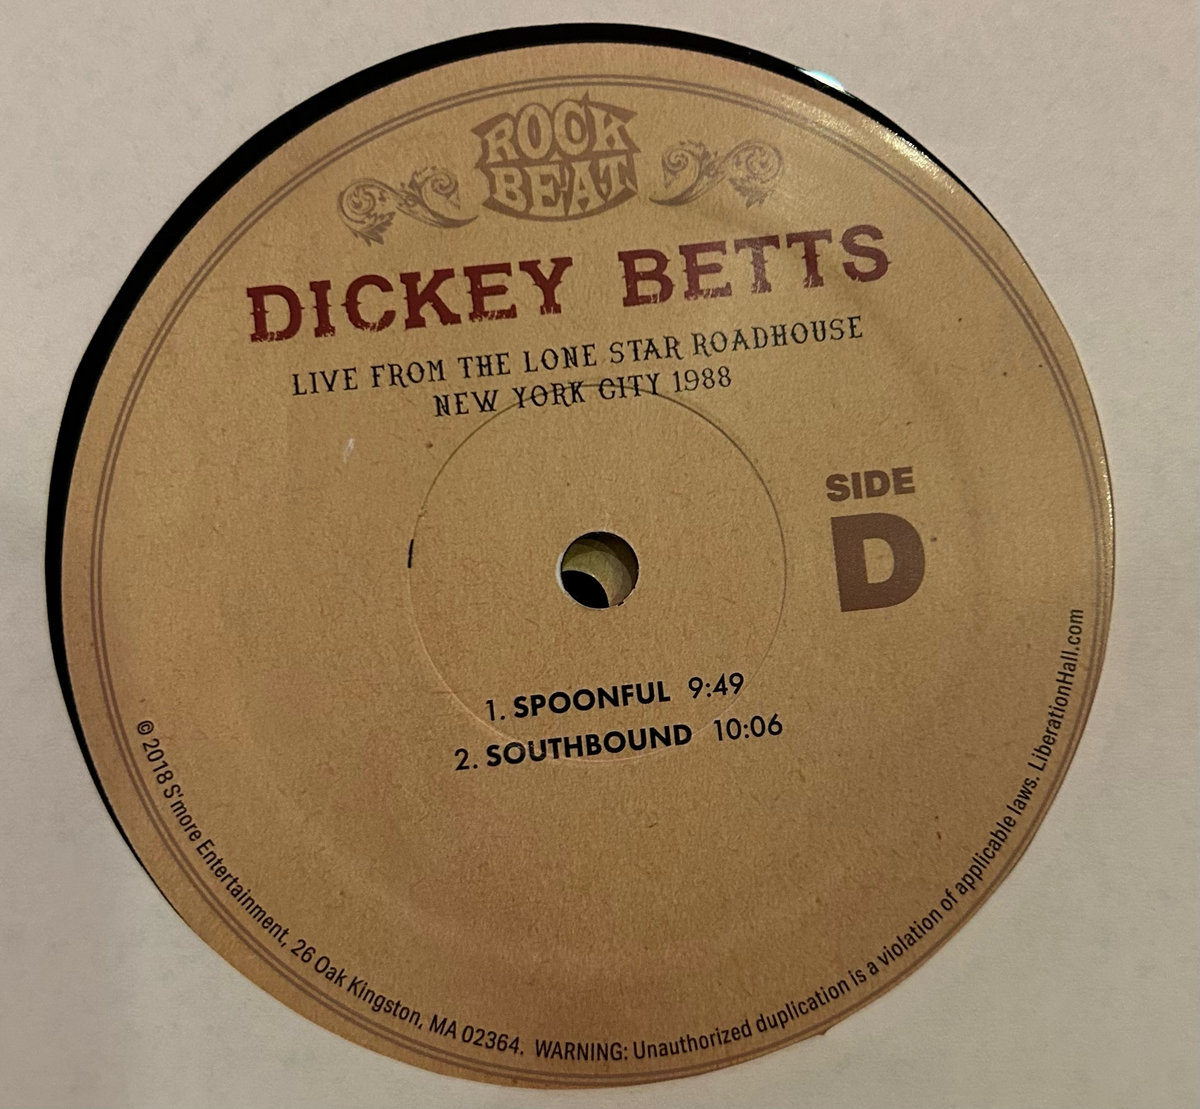 ROCK
BEAT
DICKEY BETTS
LIVE FROM THE LONE STAR ROADHOUSE
NEW YORK CITY 1988
SIDE
D
1. SPOONFUL 9:49
2. SOUTHBOUND 10:06
© 2018 S'more Entertainment, 26 Oak Kingston, MA 02364. WARNING: Unauthorized duplication is a violation of applicable laws. LiberationHall.com